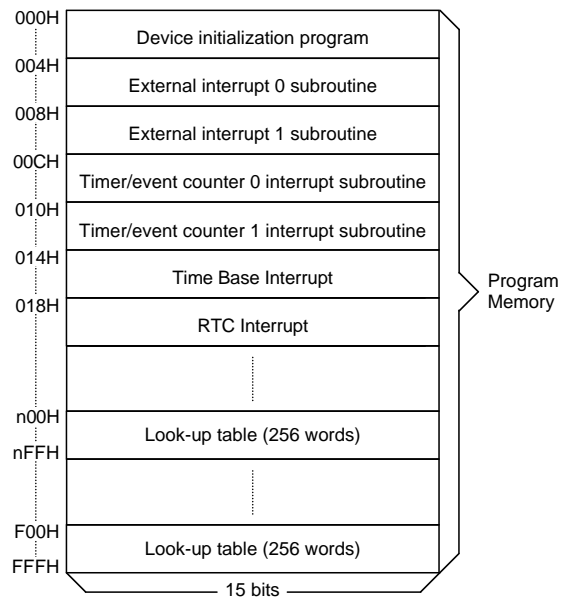 000H
Device initialization program
004H
External interrupt 0 subroutine
008H
External interrupt 1 subroutine
00CH
Timer/event counter 0 interrupt subroutine
010H
Timer/event counter 1 interrupt subroutine
014H
Time Base Interrupt
018H
RTC Interrupt
Program
Memory
n00H
Look-up table (256 words)
nFFH
F00H
Look-up table (256 words)
FFFH
15 bits